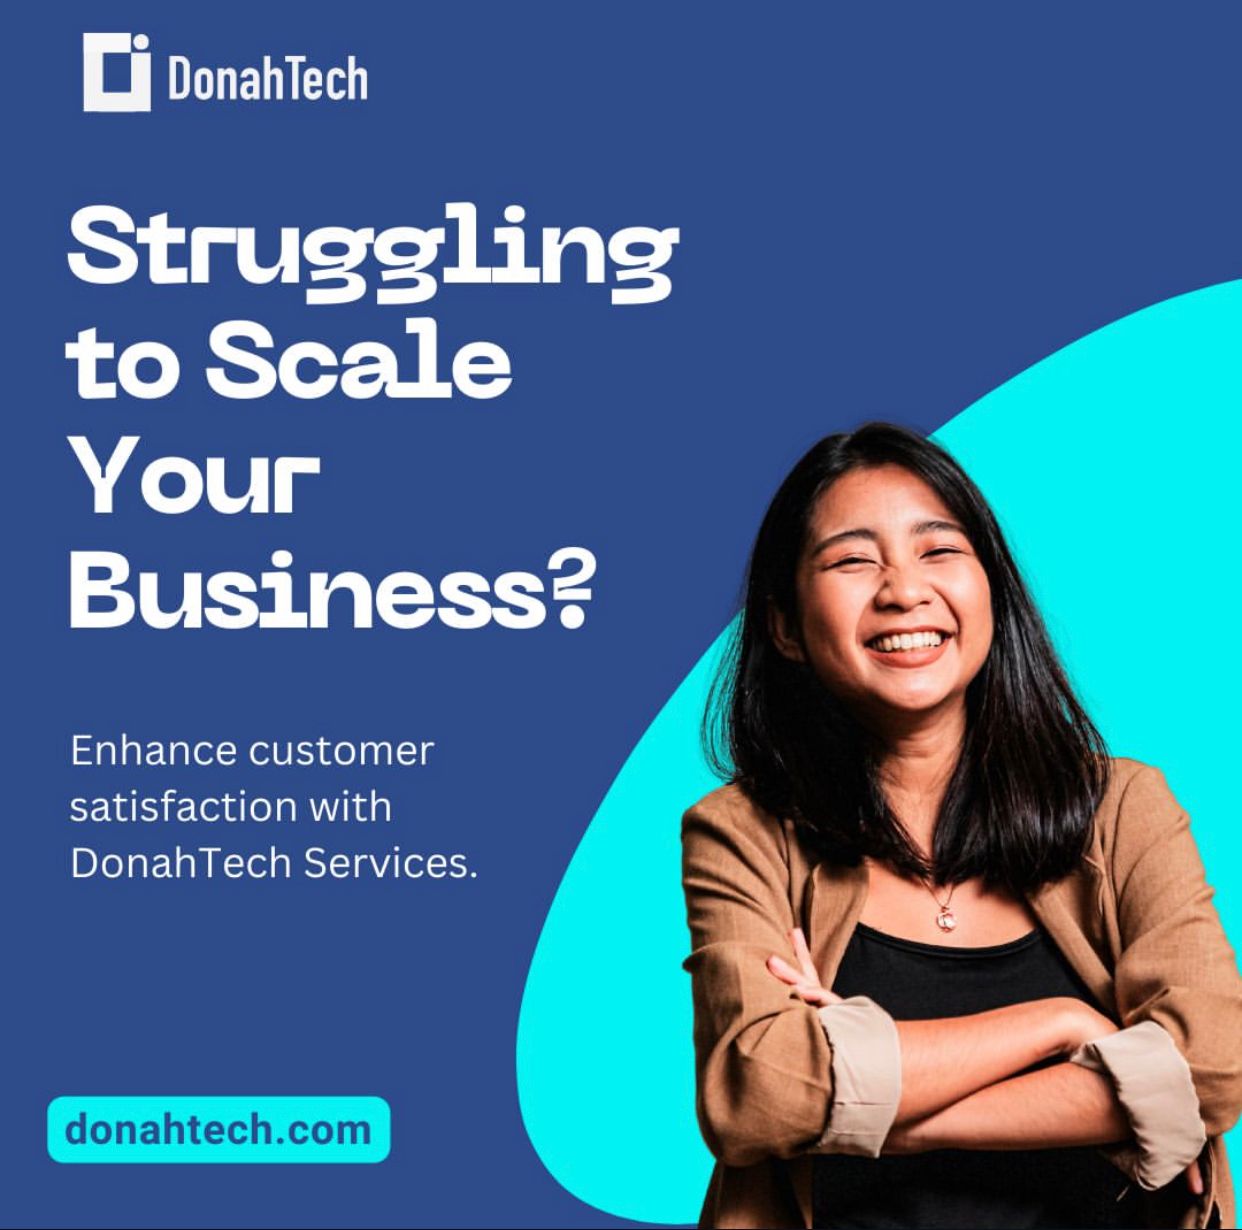 DonahTech
Struggling
to Scale
Your
Business?
Enhance customer
satisfaction with
DonahTech Services.
donahtech.com